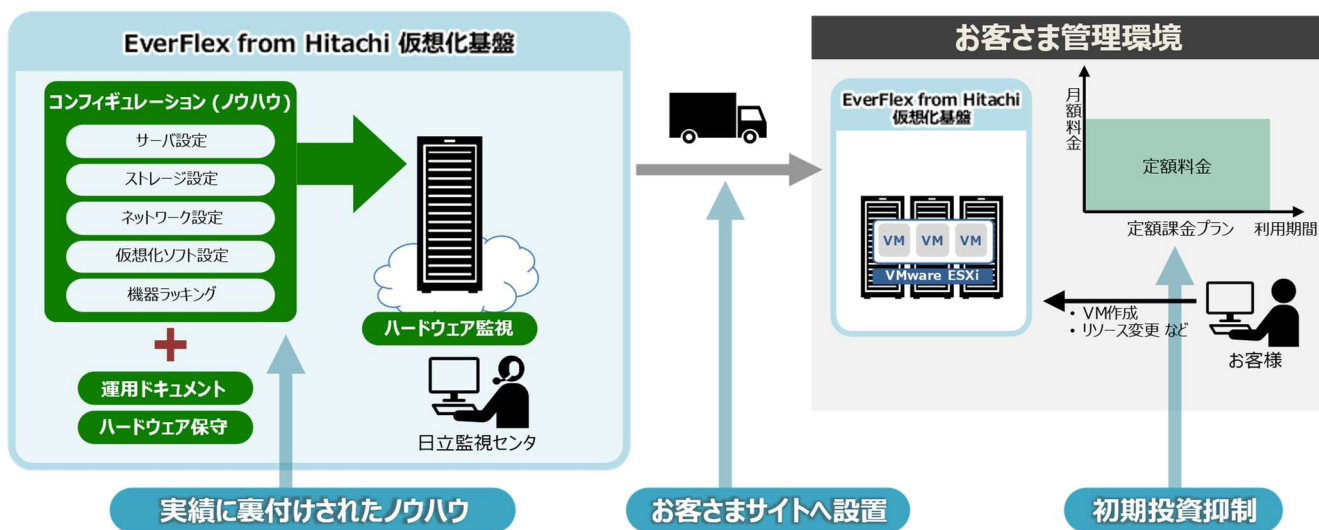 EverFlex from Hitachi 仮想化基盤
コンフィギュレーション (ノウハウ)
サーバ設定
ストレージ設定
ネットワーク設定
仮想化ソフト設定
機器ラッキング
運用ドキュメント
ハードウェア保守
ハードウェア監視
日立監視センタ
お客さま管理環境
EverFlex from Hitachi
仮想化基盤
VM VM VM
VMware ESXi
月額料金
定額料金
定額課金プラン 利用期間
・ VM作成
・ リソース変更 など
お客様
実績に裏付けされたノウハウ
お客さまサイトへ設置
初期投資抑制